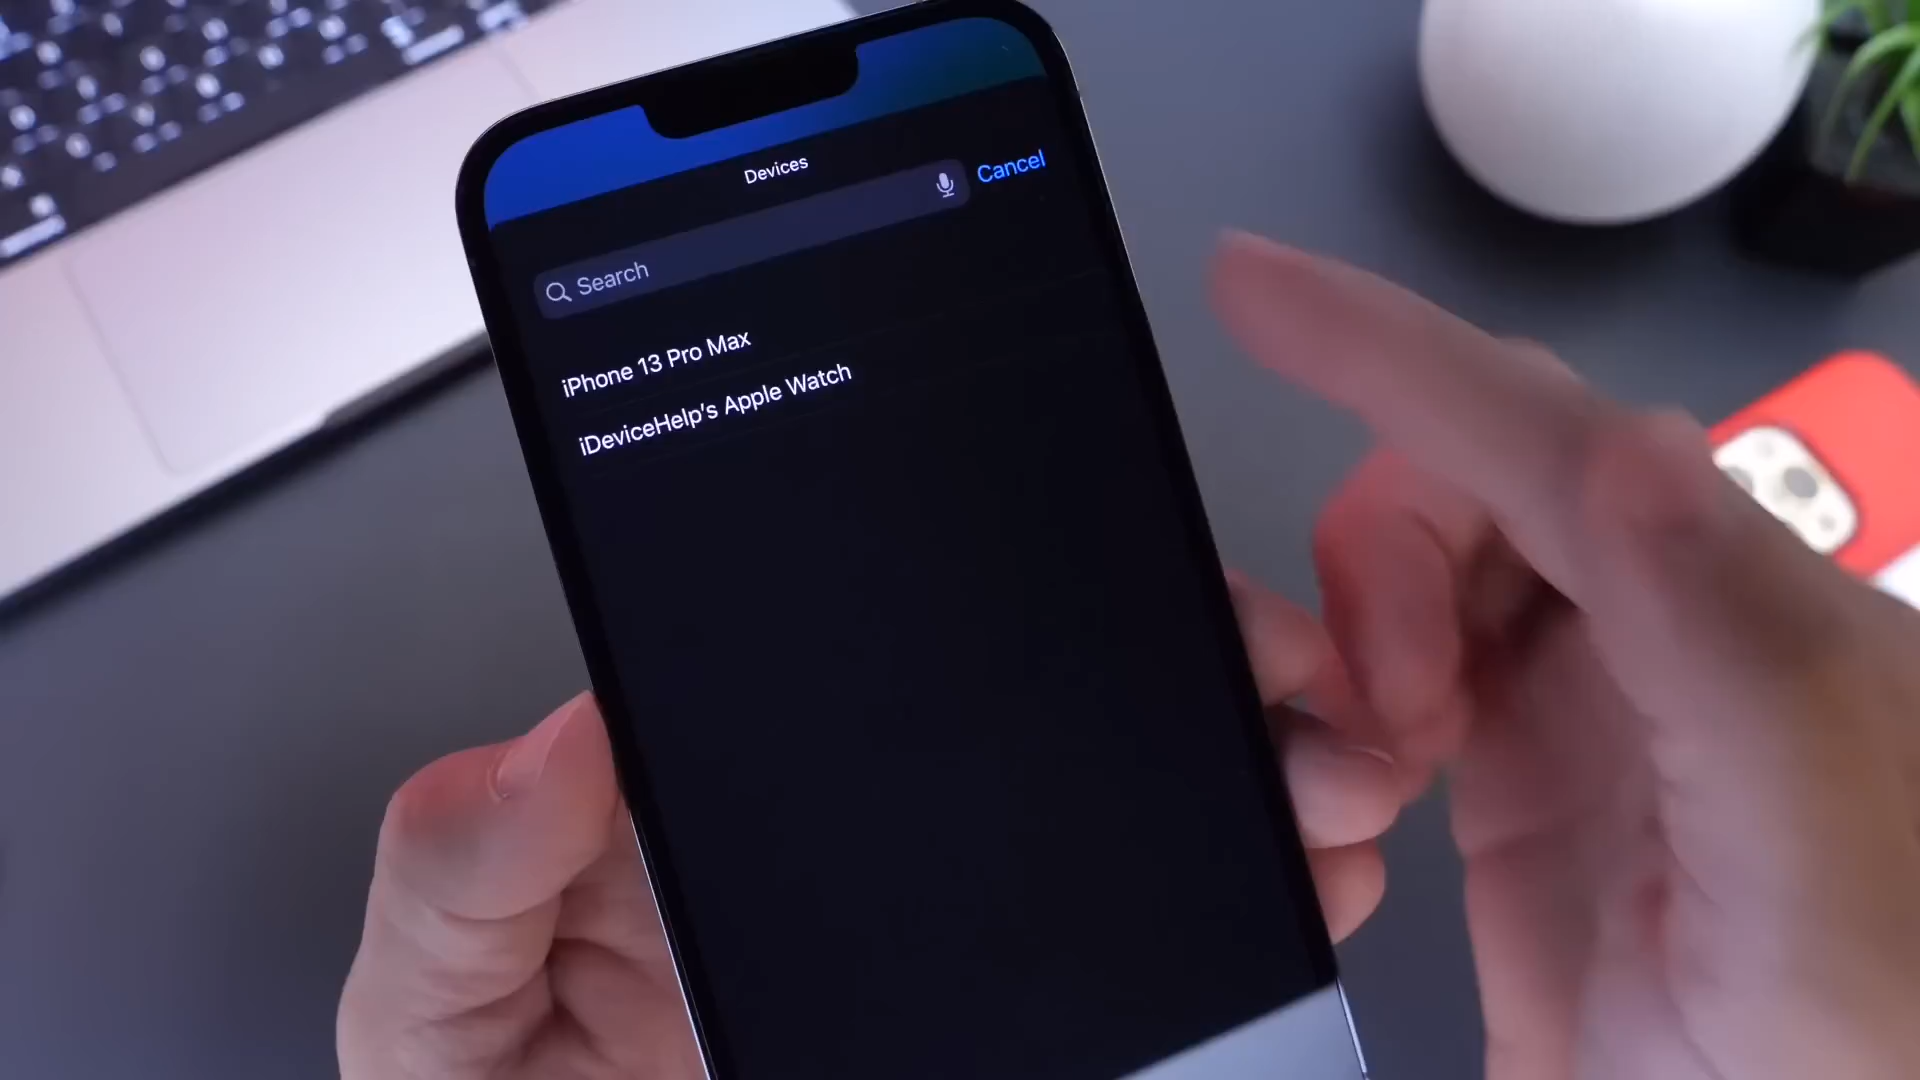 Devices
Cancel
Search
iPhone 13 Pro Max
iDeviceHelp's Apple Watch